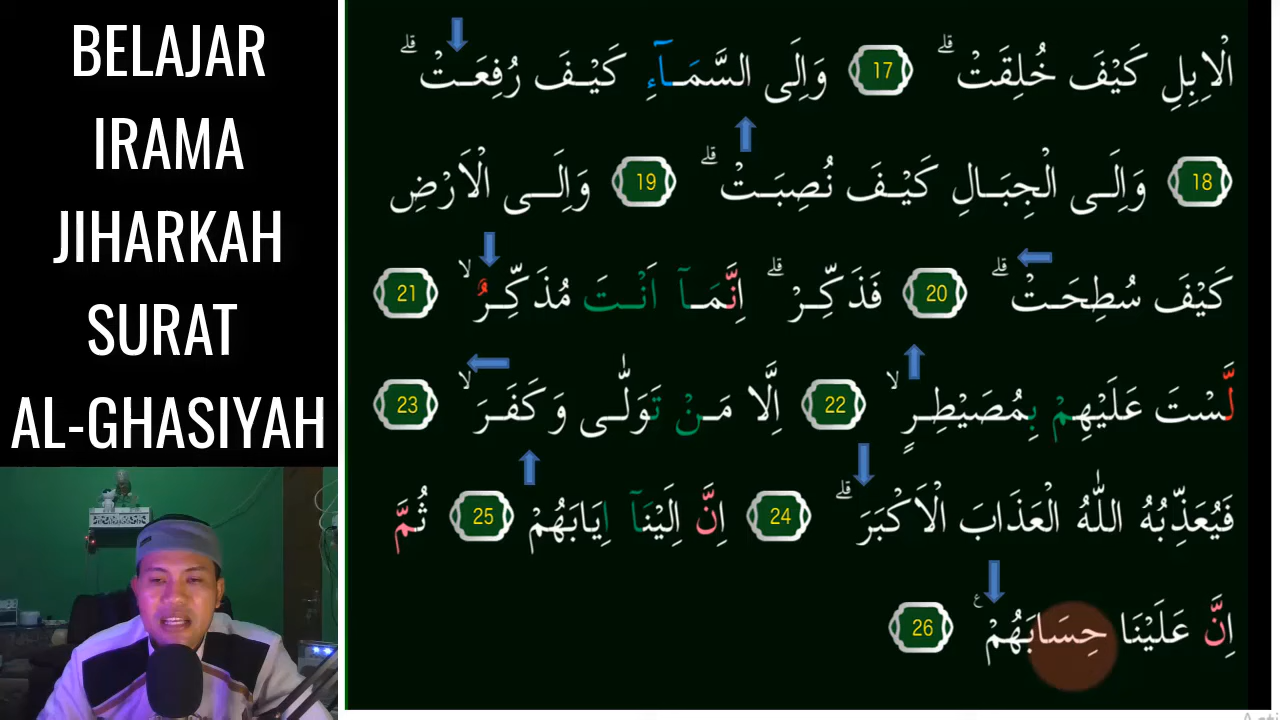 BELAJAR
IRAMA
JIHARKAH
SURAT
AL-GHASIYAH
الْاِبِلِ كَيْفَ خُلِقَتْۗ 17 وَاِلَى السَّمَاۤءِ كَيْفَ رُفِعَتْۗ
18 وَاِلَى الْجِبَالِ كَيْفَ نُصِبَتْۗ 19 وَاِلَى الْاَرْضِ
كَيْفَ سُطِحَتْۗ 20 فَذَكِّرْۗ اِنَّمَآ اَنْتَ مُذَكِّرٌۙ 21
لَّسْتَ عَلَيْهِمْ بِمُصَيْطِرٍۙ 22 اِلَّا مَنْ تَوَلّٰى وَكَفَرَۙ 23
فَيُعَذِّبُهُ اللّٰهُ الْعَذَابَ الْاَكْبَرَۗ 24 اِنَّ اِلَيْنَآ اِيَابَهُمْ 25 ثُمَّ
اِنَّ عَلَيْنَا حِسَابَهُمْ ࣖ 26